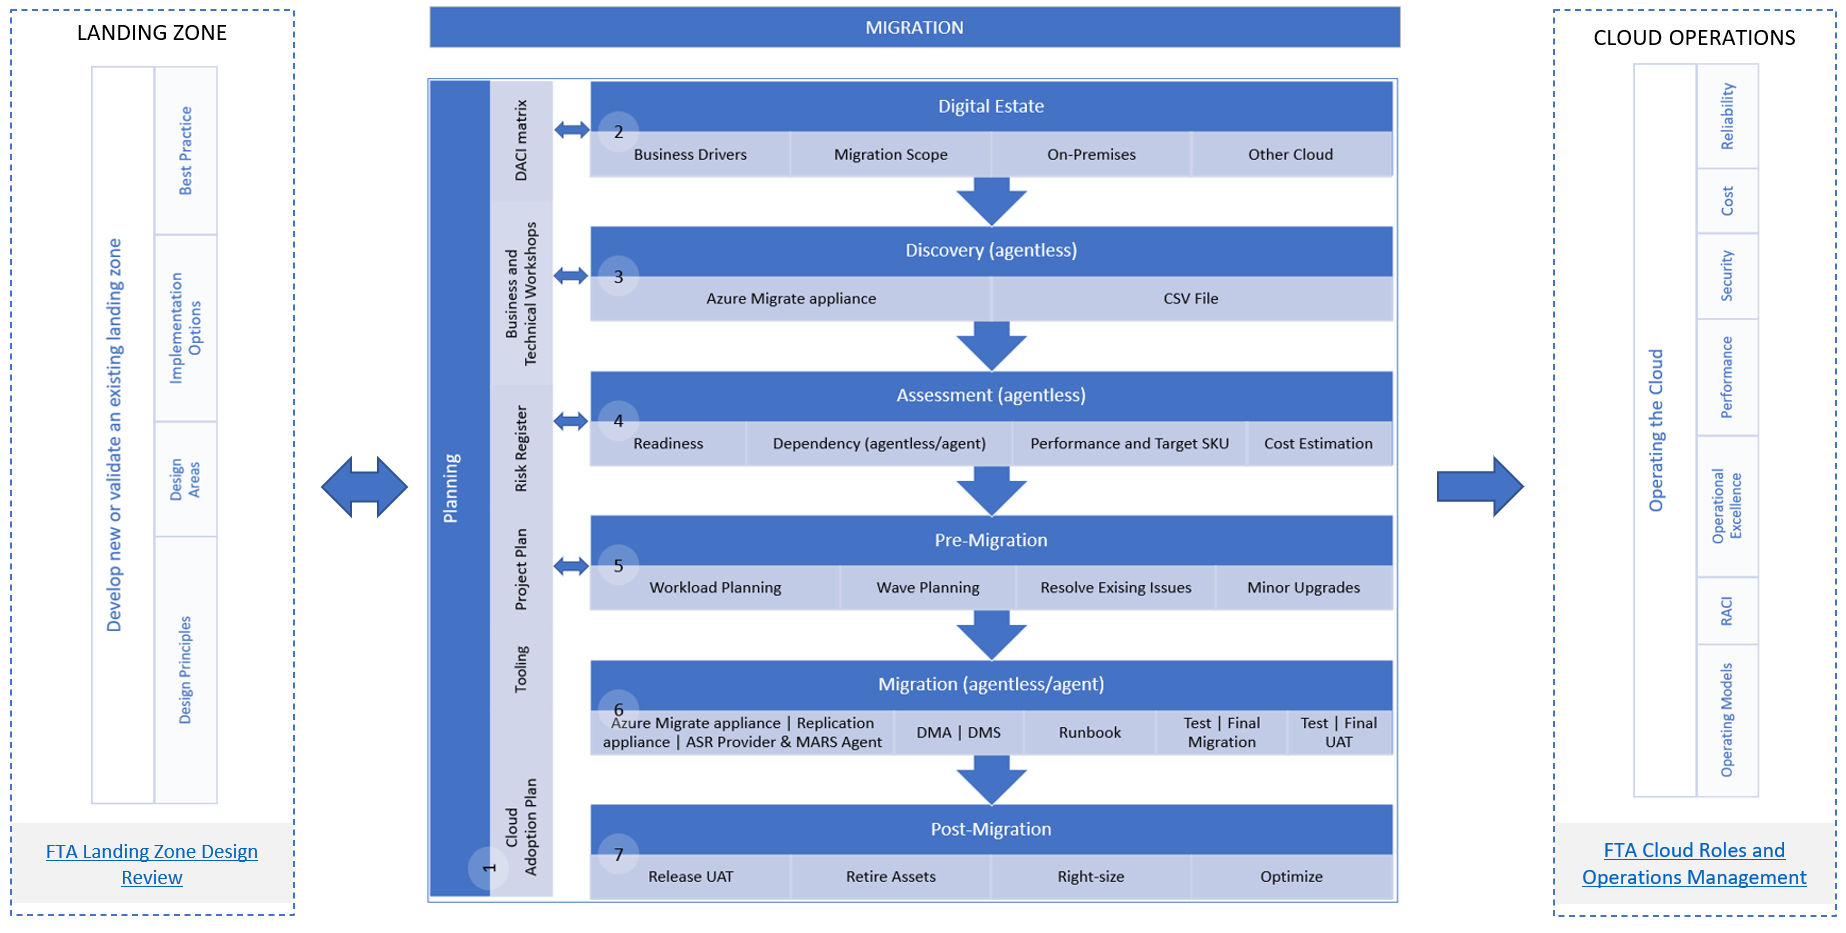 LANDING ZONE
Develop new or validate an existing landing zone
Best Practice
Implementation
Options
Design
Areas
Design Principles
FTA Landing Zone Design
Review
MIGRATION
Planning
1
DACI matrix
Business and
Technical Workshops
Risk Register
Project Plan
Tooling
Cloud
Adoption Plan
Digital Estate
2
Business Drivers
Migration Scope
On-Premises
Other Cloud
Discovery (agentless)
3
Azure Migrate appliance
CSV File
Assessment (agentless)
4
Readiness
Dependency (agentless/agent)
Performance and Target SKU
Cost Estimation
Pre-Migration
5
Workload Planning
Wave Planning
Resolve Exising Issues
Minor Upgrades
Migration (agentless/agent)
6
Azure Migrate appliance | Replication
appliance | ASR Provider & MARS Agent
DMA | DMS
Runbook
Test | Final
Migration
Test | Final
UAT
Post-Migration
7
Release UAT
Retire Assets
Right-size
Optimize
CLOUD OPERATIONS
Operating the Cloud
Reliability
Cost
Security
Performance
Operational
Excellence
RACI
Operating Models
FTA Cloud Roles and
Operations Management